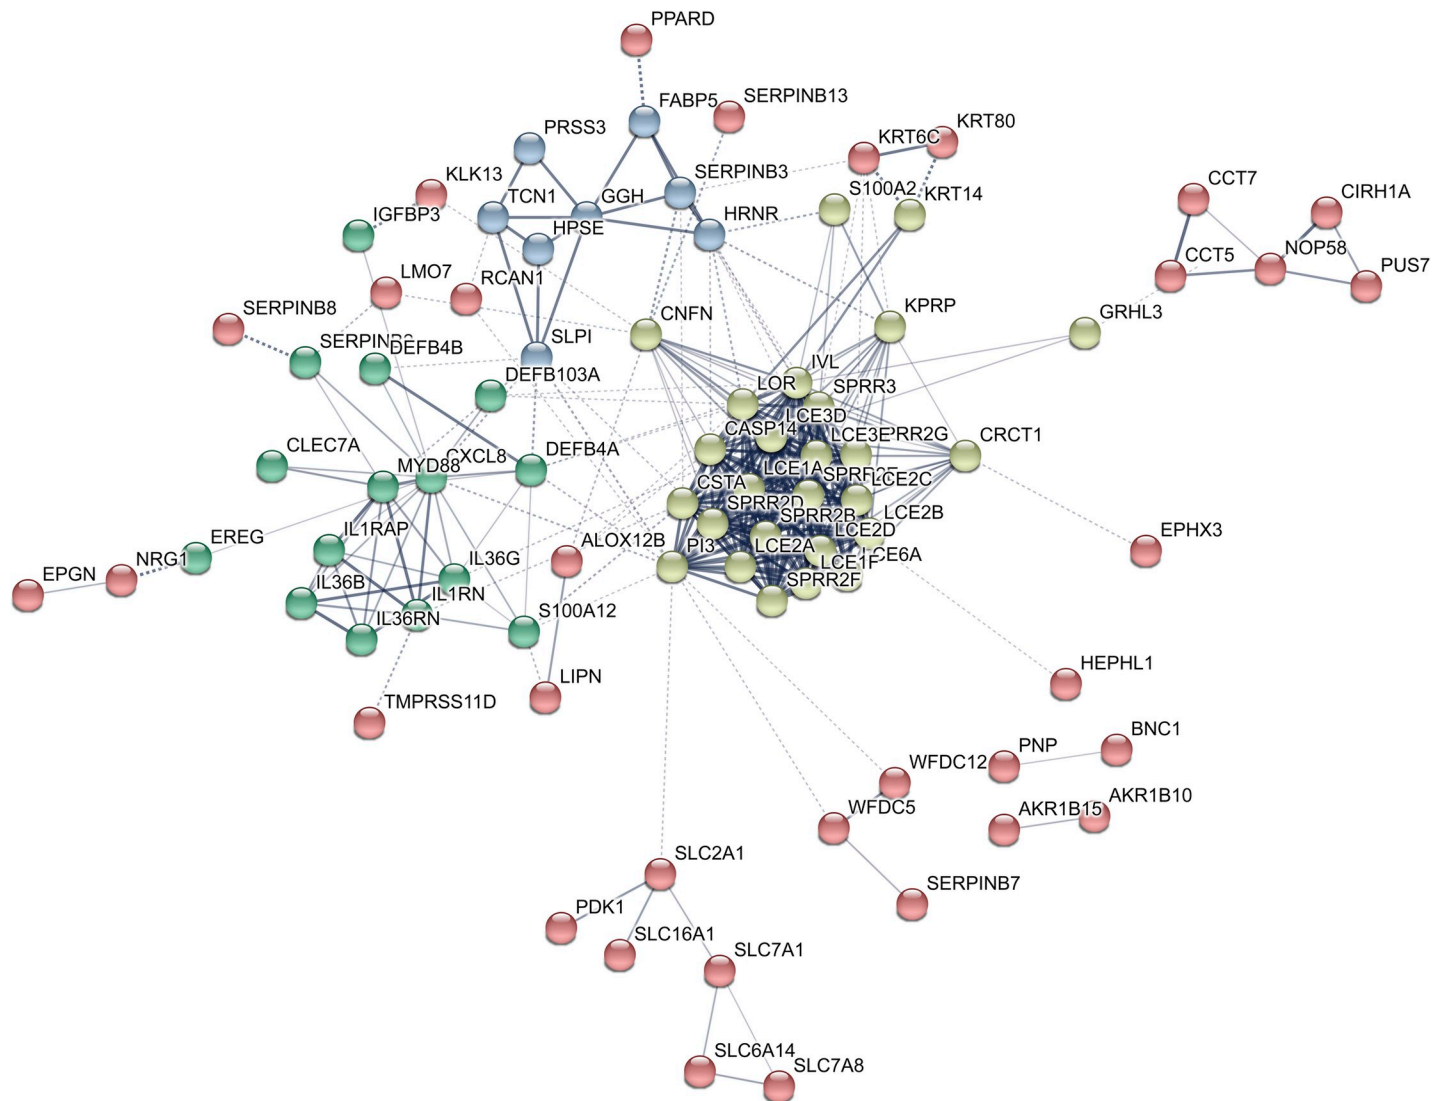 PPARD
FABP5
SERPINB13
PRSS3
KRT6C
KRT80
KLK13
TCN1
GGH
SERPINB3
S100A2
KRT14
CCT7
CIRH1A
IGFBP3
HPSE
HRNR
NOP58
CCT5
PUS7
LMO7
RCAN1
CNFN
KPRP
GRHL3
SERPINB8
DEFB4B
SLPI
DEFB103A
IVL
LOR
SPRR3
LCE3D
CASP14
LCE3E
CRCT1
CLEC7A
MYD88
CXCL8
DEFB4A
LCE1A
CSTA
LCE2C
SPRR2D
SPRR2B
LCE2B
LCE2D
IL1RAP
EREG
NRG1
EPGN
IL36G
ALOX12B
PI3
LCE2A
LCE1F
LCE6A
EPHX3
IL36B
IL1RN
SPRR2F
IL36RN
S100A12
HEPHL1
LIPN
TMPRSS11D
BNC1
PNP
WFDC12
AKR1B10
AKR1B15
WFDC5
SLC2A1
SERPINB7
PDK1
SLC16A1
SLC7A1
SLC6A14
SLC7A8